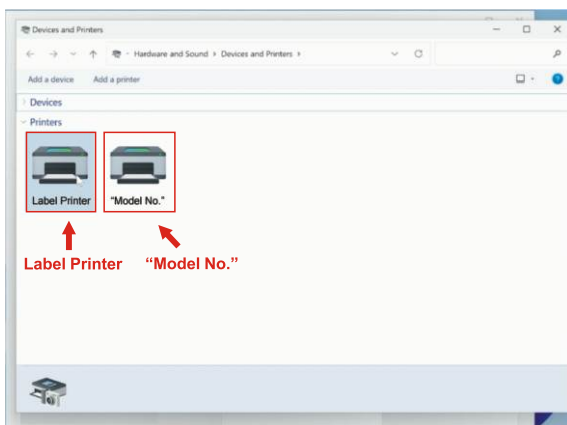 Devices and Printers
Hardware and Sound › Devices and Printers ›
Add a device Add a printer
Devices
Printers
Label Printer "Model No."
Label Printer “Model No.”